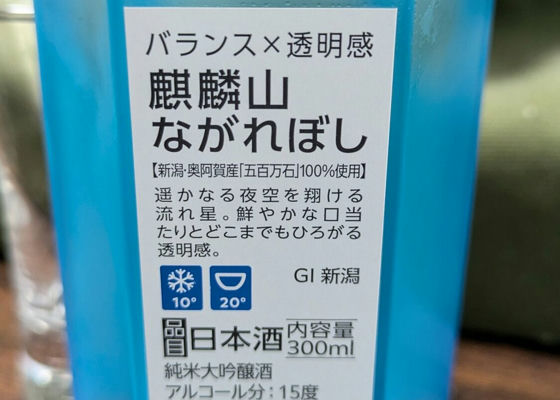 バランス×透明感
麒麟山
ながれぼし
【新潟・奥阿賀産「五百万石」100%使用】
遥かなる夜空を翔ける
流れ星。鮮やかな口当
たりとどこまでもひろがる
透明感。
10° 20°
GI 新潟
品目 日本酒 内容量 300ml
純米大吟醸酒
アルコール分：15度